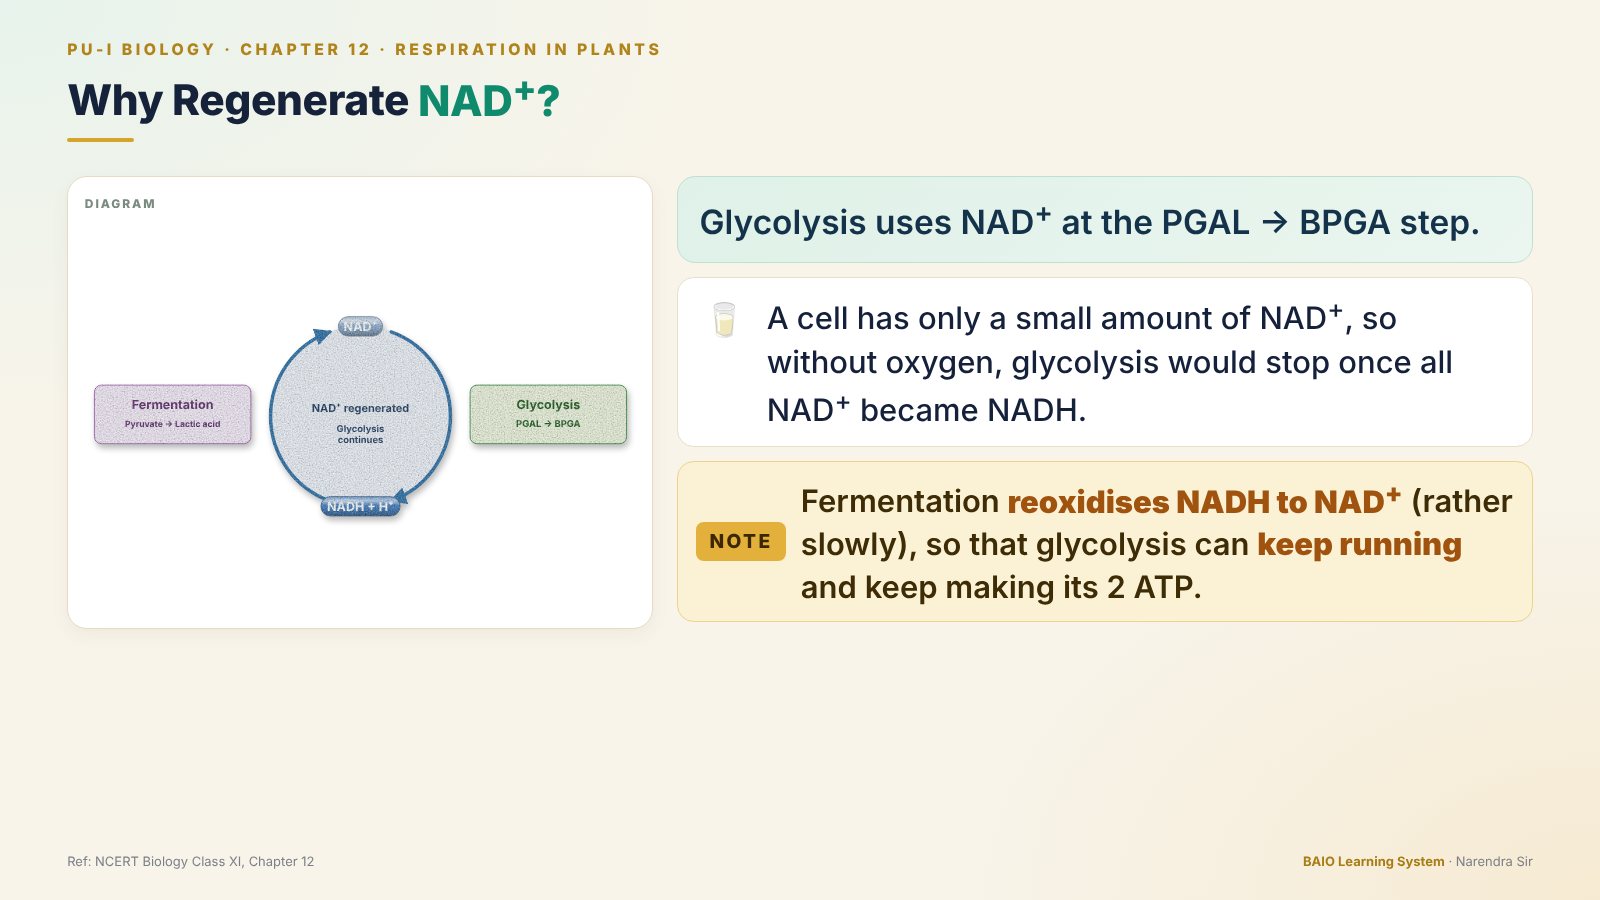 PU-I BIOLOGY · CHAPTER 12 · RESPIRATION IN PLANTS
Why Regenerate NAD⁺?
DIAGRAM
NAD⁺
Fermentation
Pyruvate → Lactic acid
NAD⁺ regenerated
Glycolysis
continues
Glycolysis
PGAL → BPGA
NADH + H⁺
Glycolysis uses NAD⁺ at the PGAL → BPGA step.
A cell has only a small amount of NAD⁺, so
without oxygen, glycolysis would stop once all
NAD⁺ became NADH.
NOTE
Fermentation reoxidises NADH to NAD⁺ (rather
slowly), so that glycolysis can keep running
and keep making its 2 ATP.
Ref: NCERT Biology Class XI, Chapter 12
BAIO Learning System · Narendra Sir